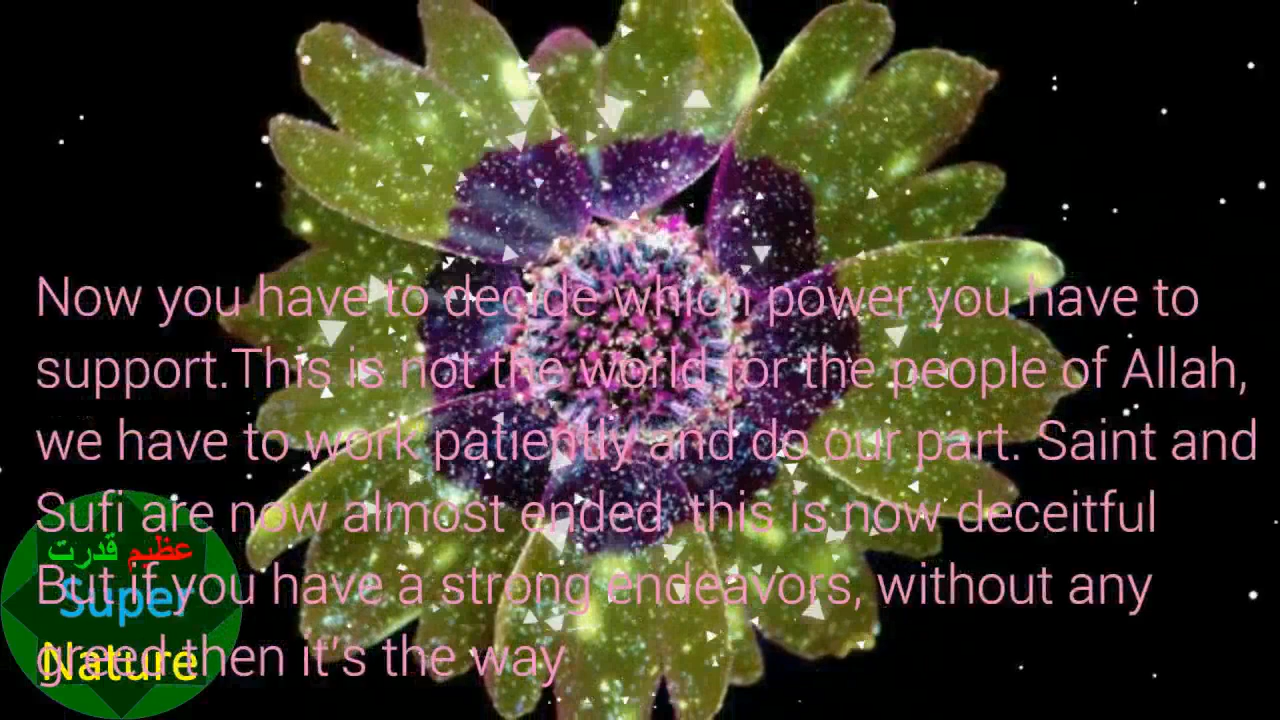 Now you have to decide which power you have to
support.This is not the world for the people of Allah,
we have to work patiently and do our part. Saint and
Sufi are now almost ended, this is now deceitful
But if you have a strong endeavors, without any
greed then it's the way
عظیم قدرت
Super
Nature